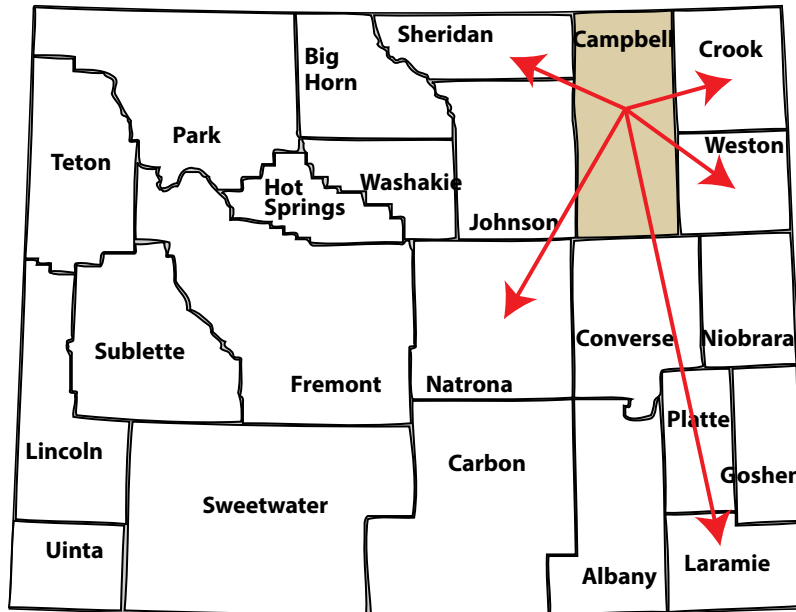 Sheridan
Campbell
Crook
Big
Horn
Park
Teton
Weston
Washakie
Hot
Springs
Johnson
Sublette
Fremont
Natrona
Converse
Niobrara
Platte
Lincoln
Carbon
Goshen
Sweetwater
Uinta
Albany
Laramie